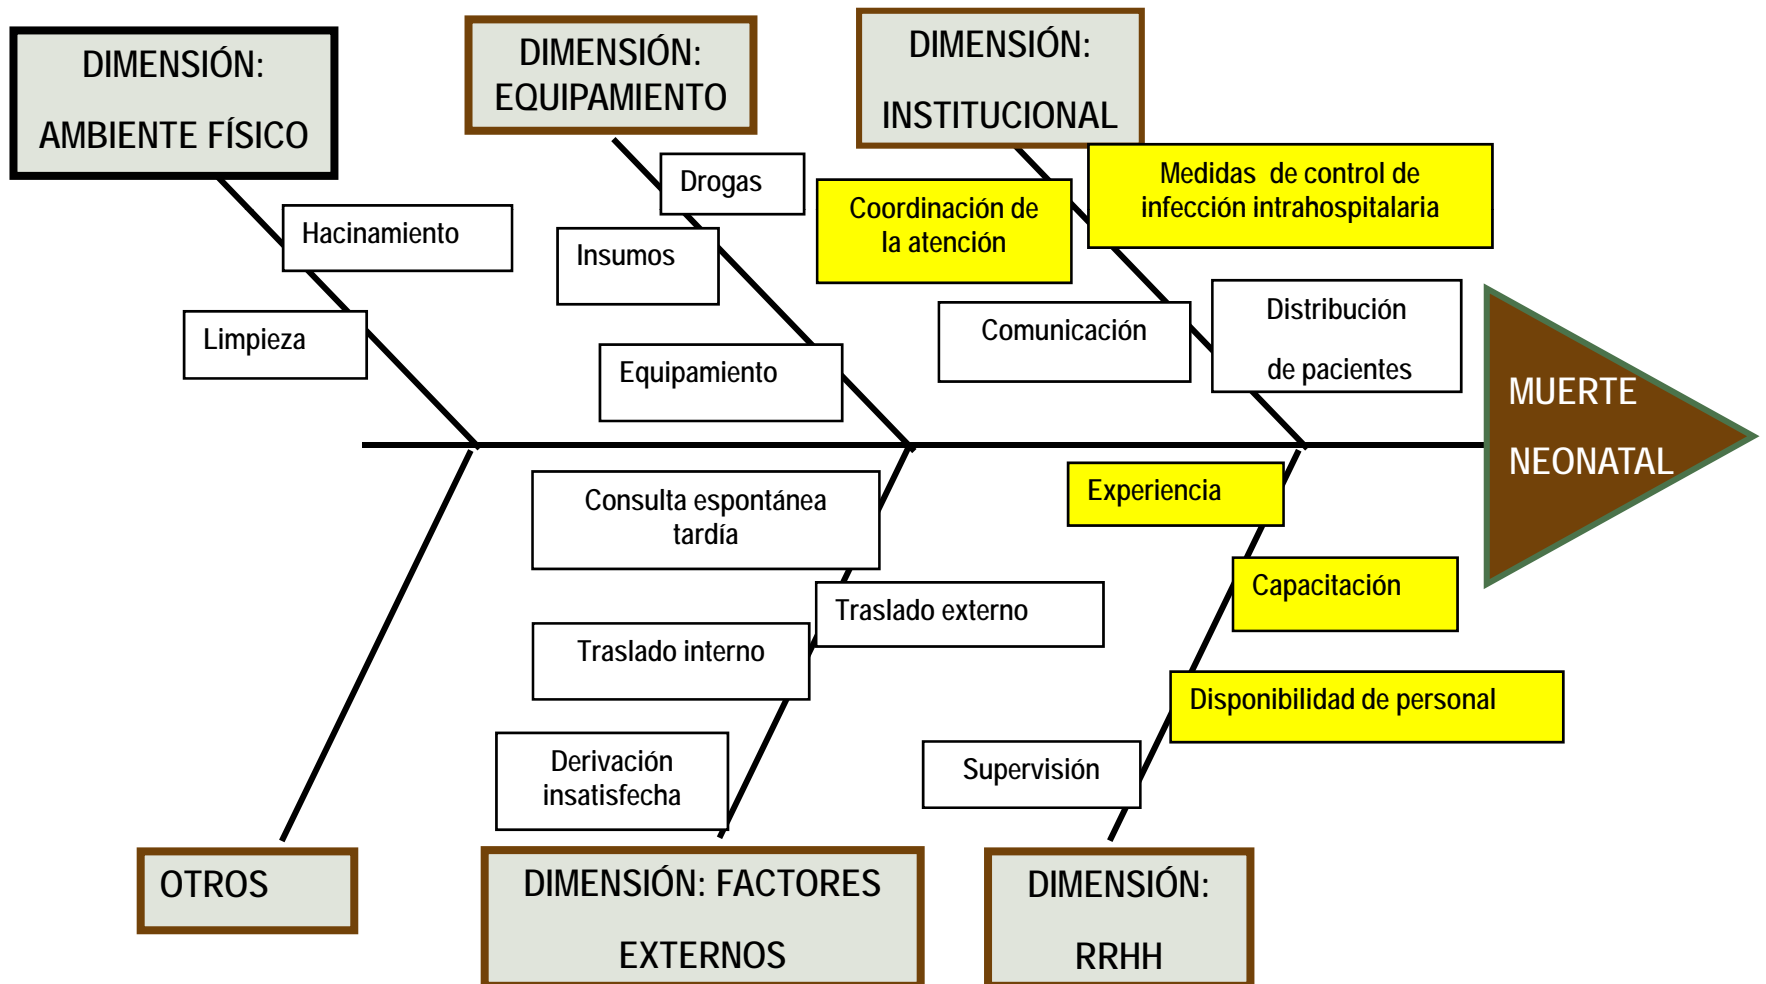 DIMENSIÓN:
AMBIENTE FÍSICO
DIMENSIÓN:
EQUIPAMIENTO
DIMENSIÓN:
INSTITUCIONAL
Hacinamiento
Limpieza
Drogas
Insumos
Equipamiento
Coordinación de
la atención
Medidas de control de
infección intrahospitalaria
Comunicación
Distribución
de pacientes
MUERTE
NEONATAL
Consulta espontánea
tardía
Traslado externo
Traslado interno
Derivación
insatisfecha
Experiencia
Capacitación
Disponibilidad de personal
Supervisión
OTROS
DIMENSIÓN: FACTORES
EXTERNOS
DIMENSIÓN:
RRHH